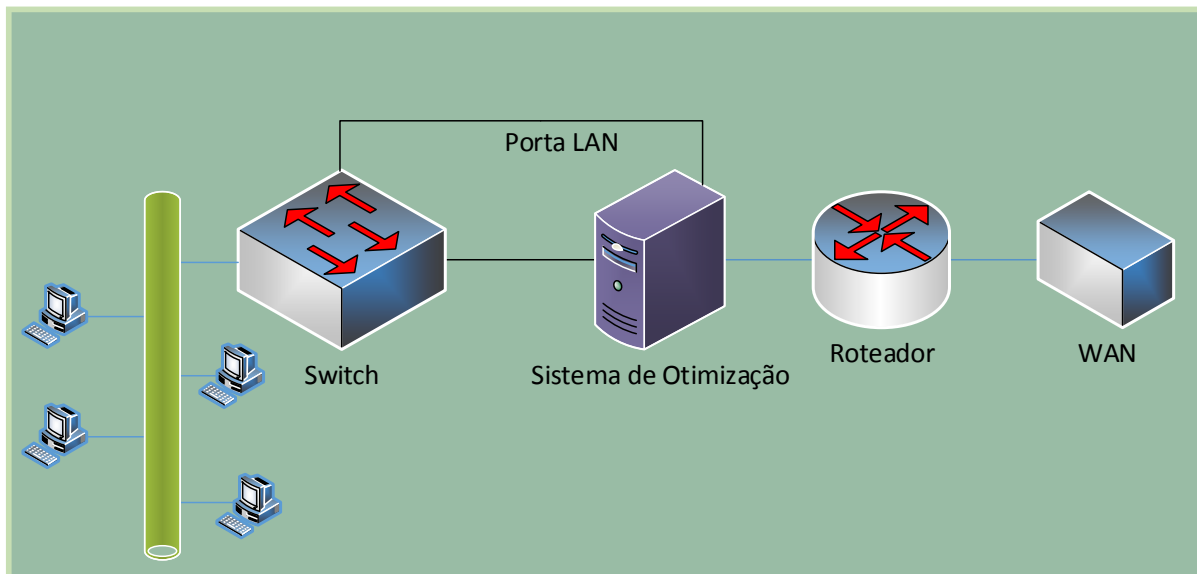 Porta LAN
Switch
Sistema de Otimização
Roteador
WAN